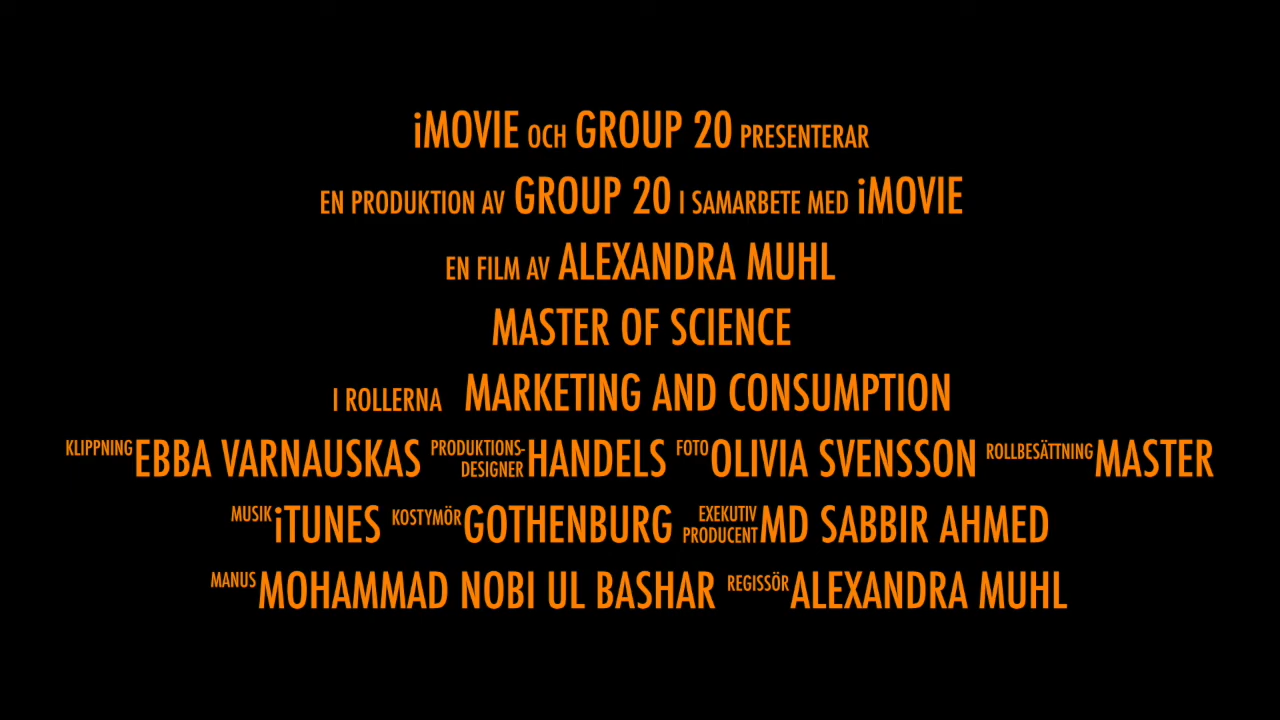 iMOVIE OCH GROUP 20 PRESENTERAR
EN PRODUKTION AV GROUP 20 I SAMARBETE MED iMOVIE
EN FILM AV ALEXANDRA MUHL
MASTER OF SCIENCE
I ROLLERNA MARKETING AND CONSUMPTION
KLIPPNING EBBA VARNAUSKAS PRODUKTIONS-DESIGNER HANDELS FOTO OLIVIA SVENSSON ROLLBESÄTTNING MASTER
MUSIK iTUNES KOSTYMÖR GOTHENBURG EXEKUTIV PRODUCENT MD SABBIR AHMED
MANUS MOHAMMAD NOBI UL BASHAR REGISSÖR ALEXANDRA MUHL